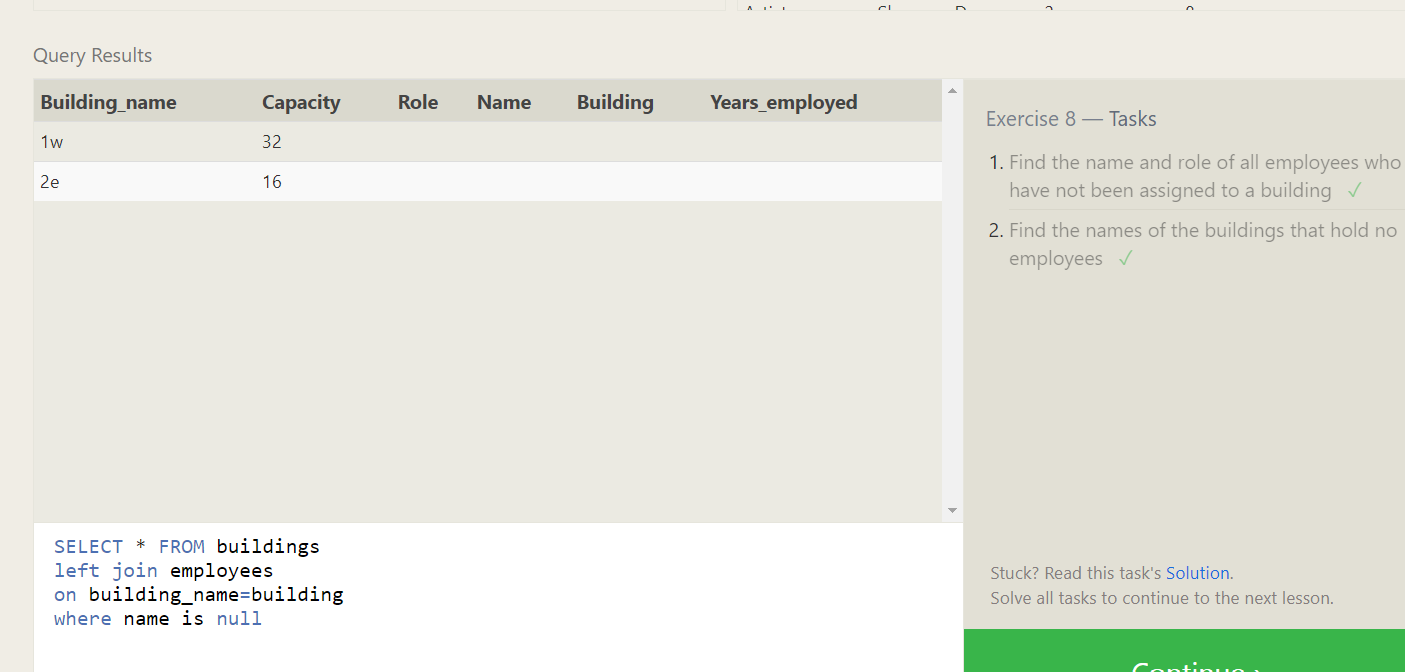 Query Results
Building_name Capacity Role Name Building Years_employed
1w 32
2e 16
Exercise 8 — Tasks
1. Find the name and role of all employees who
have not been assigned to a building ✓
2. Find the names of the buildings that hold no
employees ✓
SELECT * FROM buildings
left join employees
on building_name=building
where name is null
Stuck? Read this task's Solution.
Solve all tasks to continue to the next lesson.
Continue ›